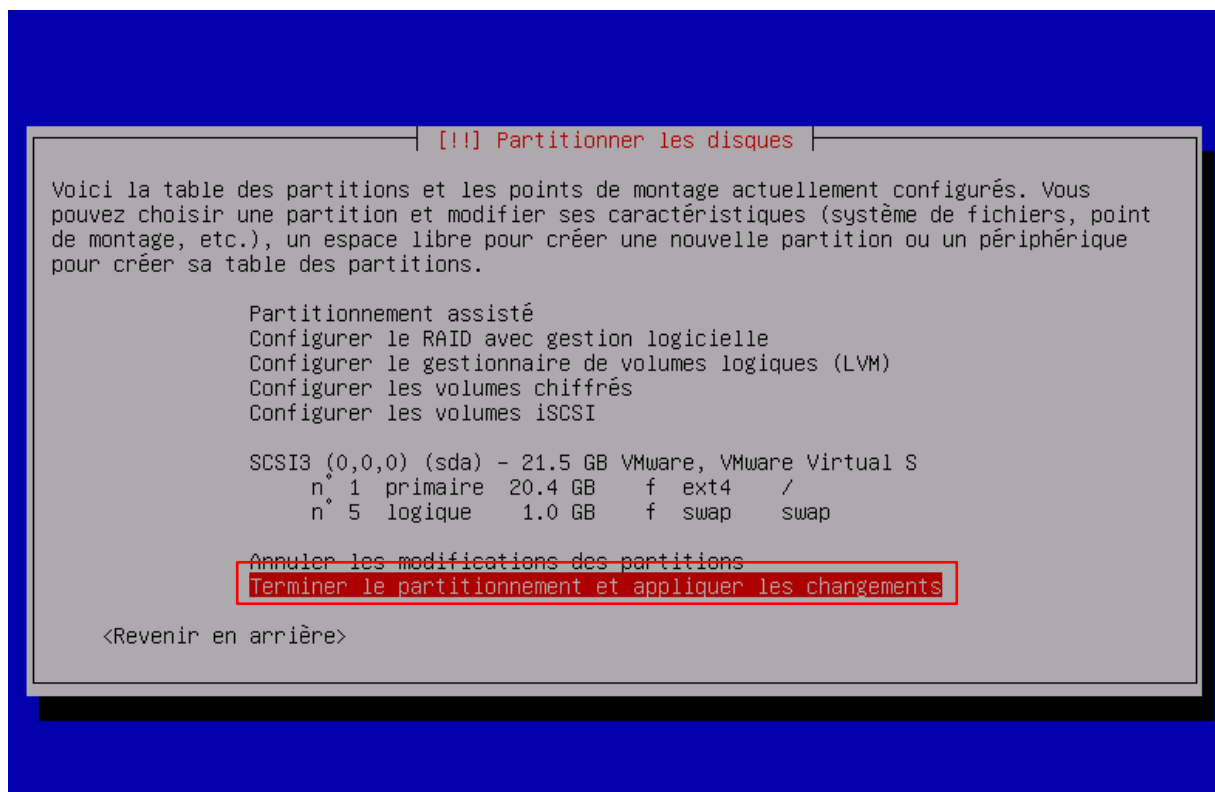 [!!] Partitionner les disques
Voici la table des partitions et les points de montage actuellement configurés. Vous
pouvez choisir une partition et modifier ses caractéristiques (système de fichiers, point
de montage, etc.), un espace libre pour créer une nouvelle partition ou un périphérique
pour créer sa table des partitions.
Partitionnement assisté
Configurer le RAID avec gestion logicielle
Configurer le gestionnaire de volumes logiques (LVM)
Configurer les volumes chiffrés
Configurer les volumes iSCSI
SCSI3 (0,0,0) (sda) – 21.5 GB VMware, VMware Virtual S
n° 1 primaire 20.4 GB f ext4 /
n° 5 logique 1.0 GB f swap swap
Annuler les modifications des partitions
Terminer le partitionnement et appliquer les changements
<Revenir en arrière>